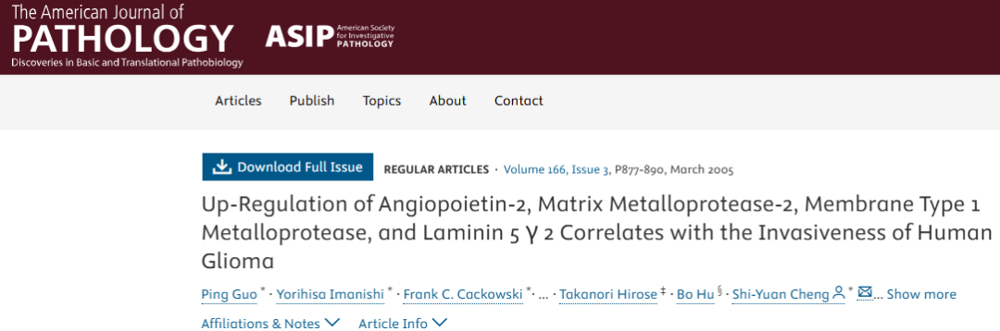 The American Journal of
PATHOLOGY
Discoveries in Basic and Translational Pathobiology
ASIP American Society for Investigative PATHOLOGY
Articles Publish Topics About Contact
Download Full Issue REGULAR ARTICLES · Volume 166, Issue 3, P877-890, March 2005
Up-Regulation of Angiopoietin-2, Matrix Metalloprotease-2, Membrane Type 1
Metalloprotease, and Laminin 5 γ 2 Correlates with the Invasiveness of Human
Glioma
Ping Guo * · Yorihisa Imanishi * · Frank C. Cackowski *· ... · Takanori Hirose ‡ · Bo Hu § · Shi-Yuan Cheng * ... Show more
Affiliations & Notes Article Info